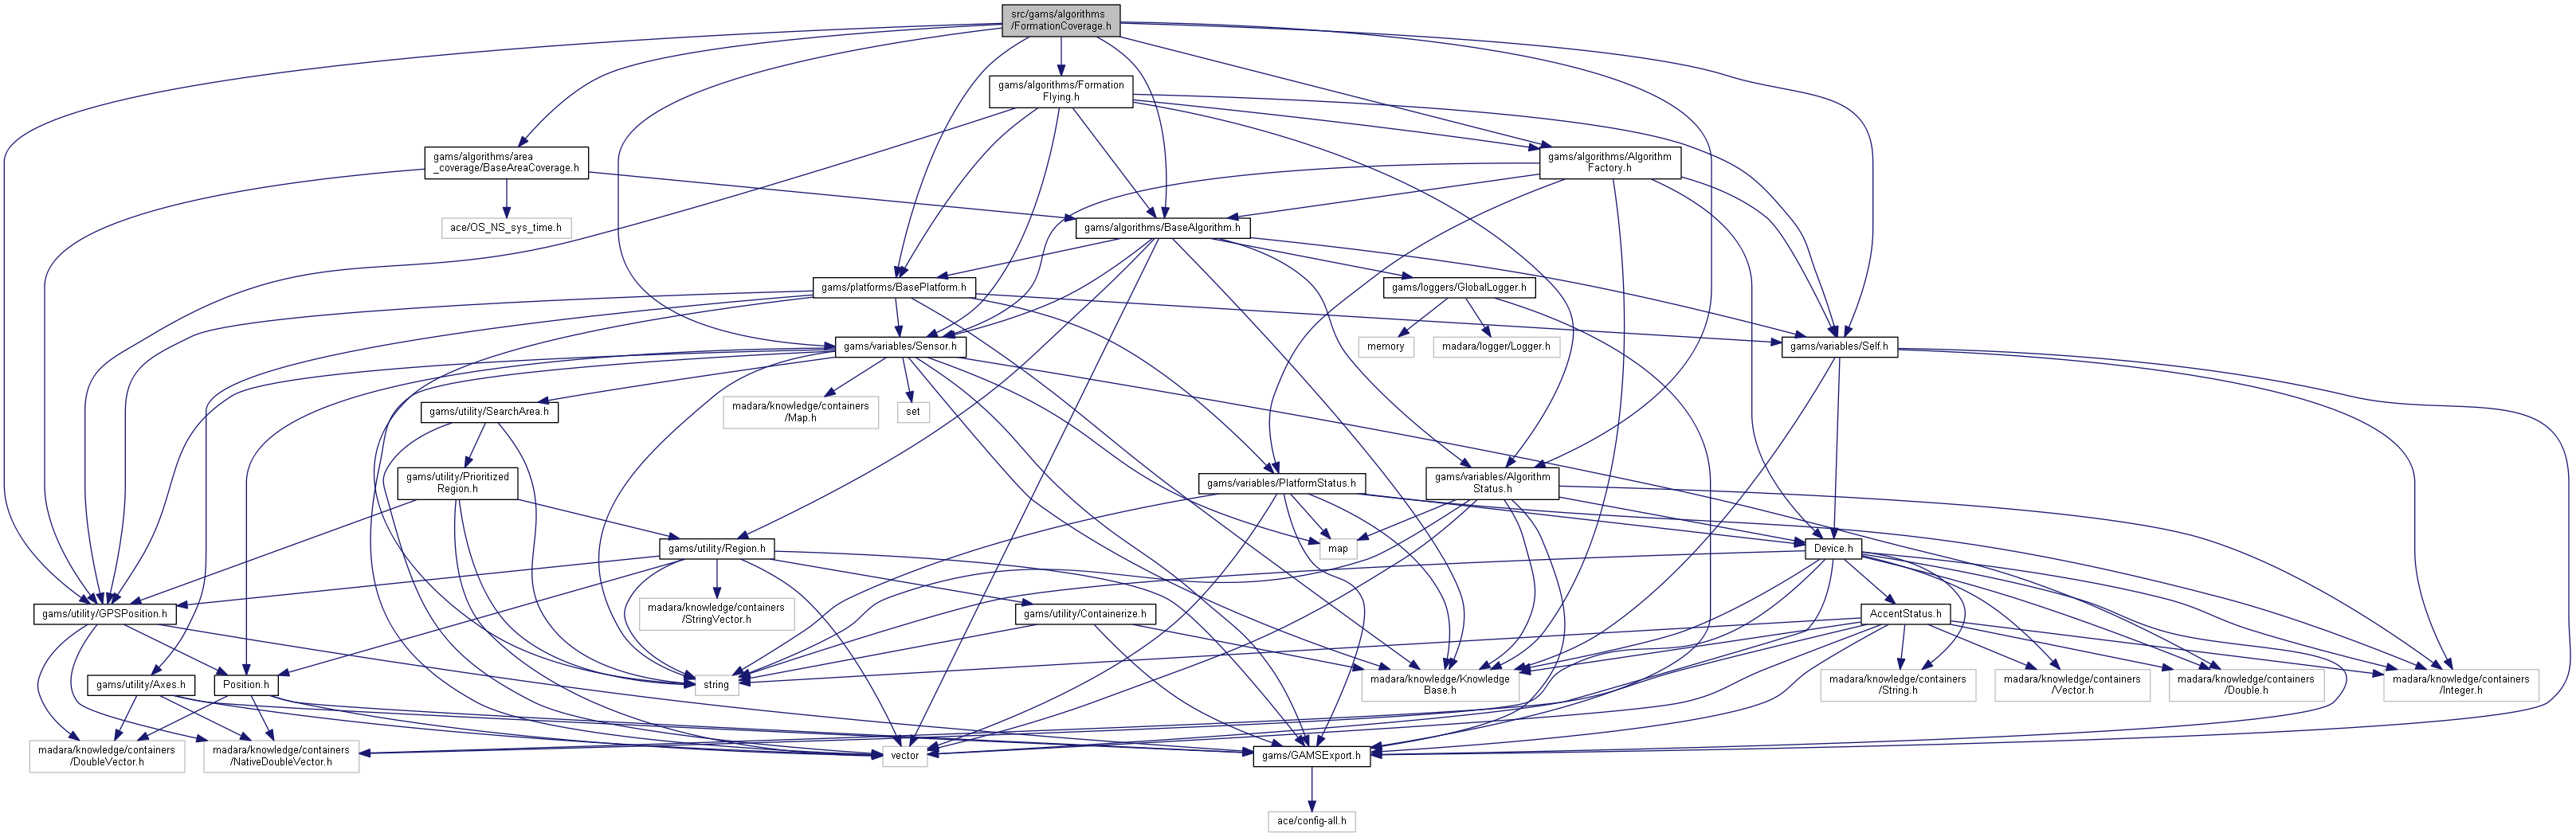 src/gams/algorithms
/FormationCoverage.h
gams/algorithms/Formation
Flying.h
gams/algorithms/area
_coverage/BaseAreaCoverage.h
gams/algorithms/Algorithm
Factory.h
ace/OS_NS_sys_time.h
gams/algorithms/BaseAlgorithm.h
gams/platforms/BasePlatform.h
gams/loggers/GlobalLogger.h
gams/variables/Sensor.h
memory
madara/logger/Logger.h
gams/variables/Self.h
gams/utility/SearchArea.h
madara/knowledge/containers
/Map.h
set
gams/utility/Prioritized
Region.h
gams/variables/PlatformStatus.h
gams/variables/Algorithm
Status.h
gams/utility/Region.h
map
Device.h
gams/utility/GPSPosition.h
madara/knowledge/containers
/StringVector.h
gams/utility/Containerize.h
AccentStatus.h
gams/utility/Axes.h
Position.h
string
madara/knowledge/Knowledge
Base.h
madara/knowledge/containers
/String.h
madara/knowledge/containers
/Vector.h
madara/knowledge/containers
/Double.h
madara/knowledge/containers
/Integer.h
madara/knowledge/containers
/DoubleVector.h
madara/knowledge/containers
/NativeDoubleVector.h
vector
gams/GAMSExport.h
ace/config-all.h